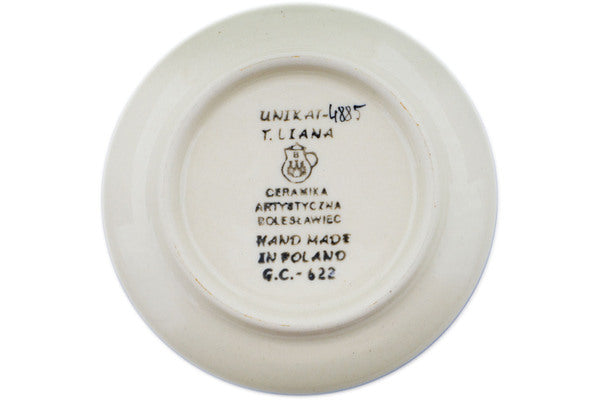 UNIKAT-4885
T. LIANA
B
CERAMIKA
ARTYSTYCZNA
BOLESŁAWIEC
HAND MADE
IN POLAND
G.C.-622